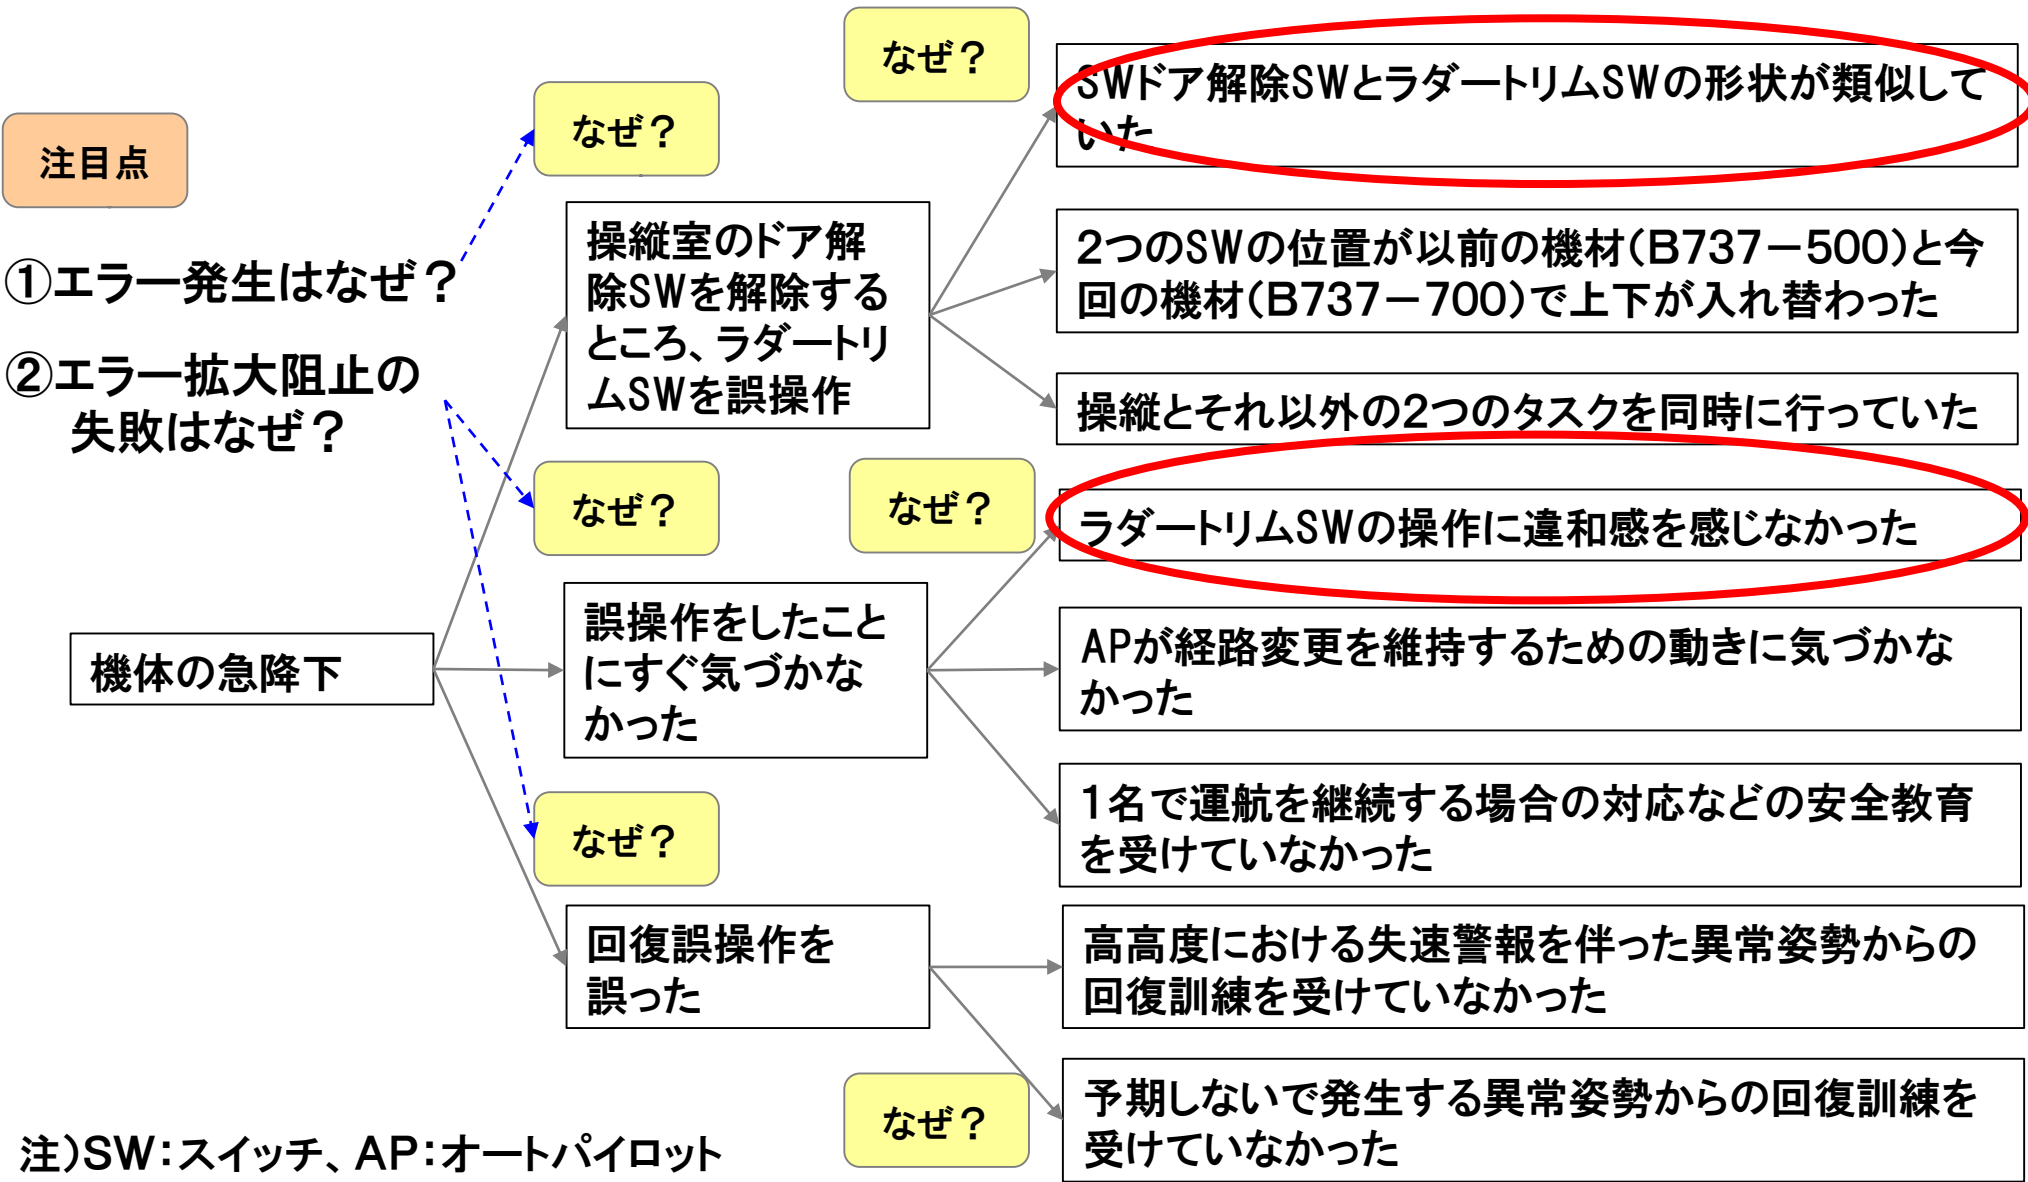 注目点
①エラー発生はなぜ？
②エラー拡大阻止の
失敗はなぜ？
機体の急降下
なぜ？
操縦室のドア解
除SWを解除する
ところ、ラダートリ
ムSWを誤操作
なぜ？
誤操作をしたこと
にすぐ気づかな
かった
なぜ？
回復誤操作を
誤った
なぜ？
SWドア解除SWとラダートリムSWの形状が類似して
いた
２つのSWの位置が以前の機材（B737－500）と今
回の機材（B737－700）で上下が入れ替わった
操縦とそれ以外の2つのタスクを同時に行っていた
なぜ？
ラダートリムSWの操作に違和感を感じなかった
APが経路変更を維持するための動きに気づかな
かった
１名で運航を継続する場合の対応などの安全教育
を受けていなかった
高高度における失速警報を伴った異常姿勢からの
回復訓練を受けていなかった
なぜ？
予期しないで発生する異常姿勢からの回復訓練を
受けていなかった
注）SW：スイッチ、AP：オートパイロット